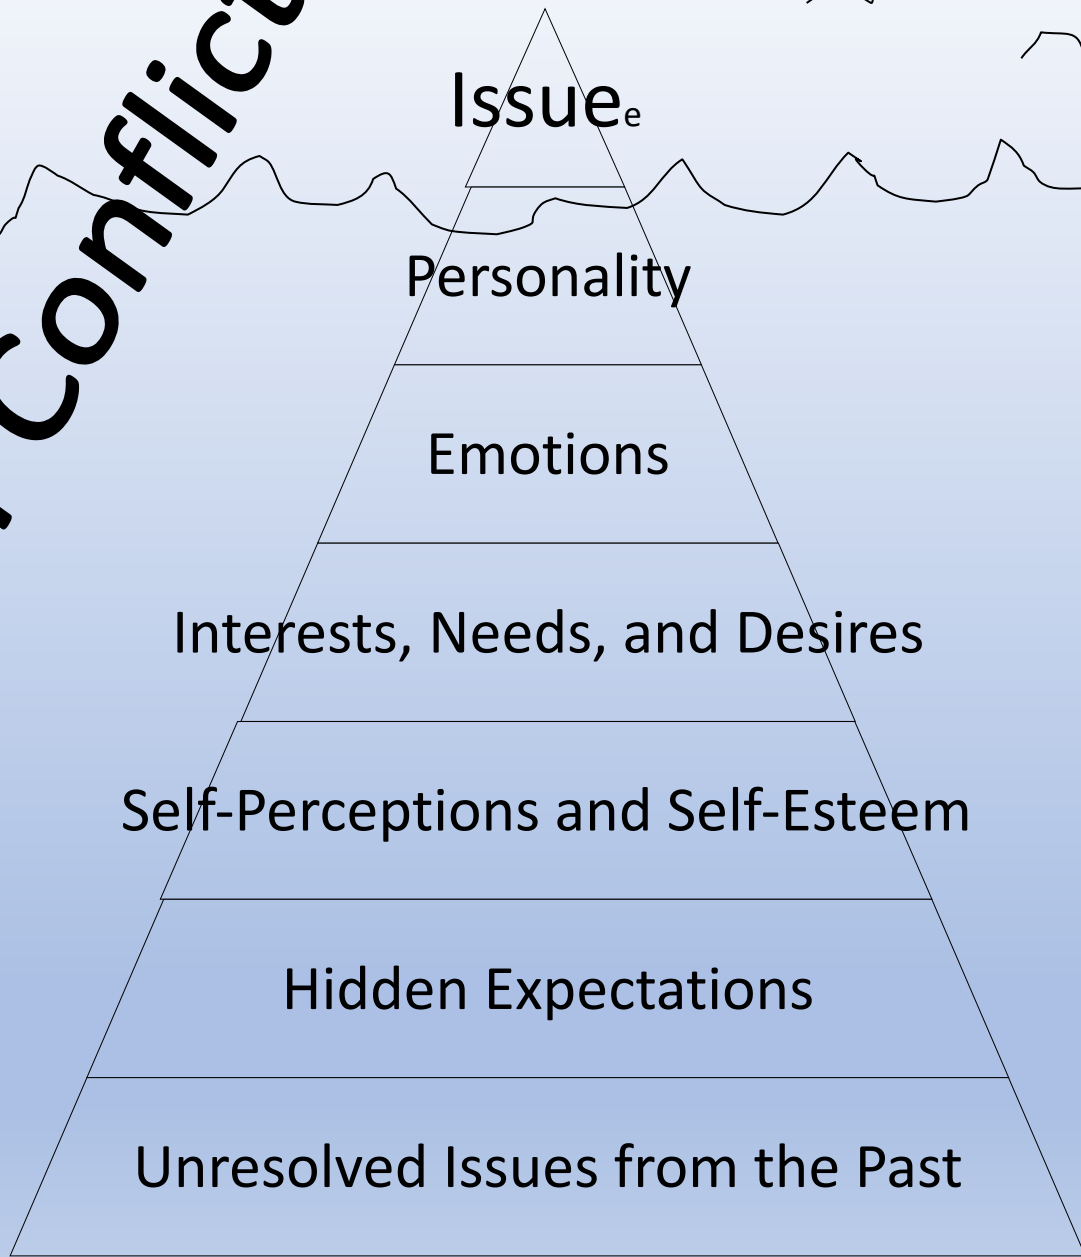 Conflict
Issuee
Personality
Emotions
Interests, Needs, and Desires
Self-Perceptions and Self-Esteem
Hidden Expectations
Unresolved Issues from the Past